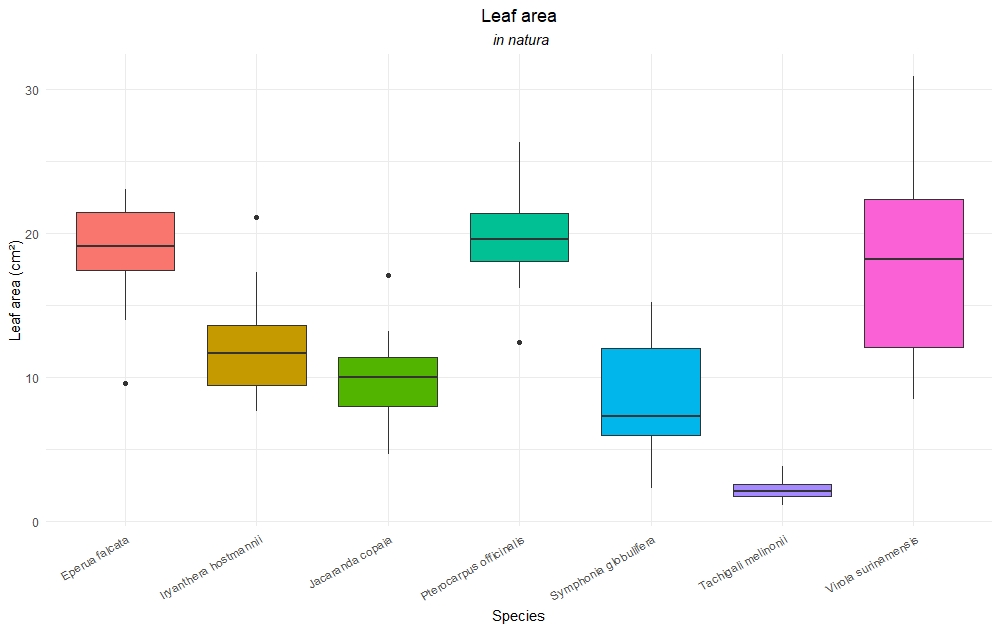 Leaf area
in natura
Leaf area (cm²)
30
20
10
0
Eperua falcata
Iryanthera hostmannii
Jacaranda copaia
Pterocarpus officinalis
Symphonia globulifera
Tachigali melinonii
Virola surinamensis
Species